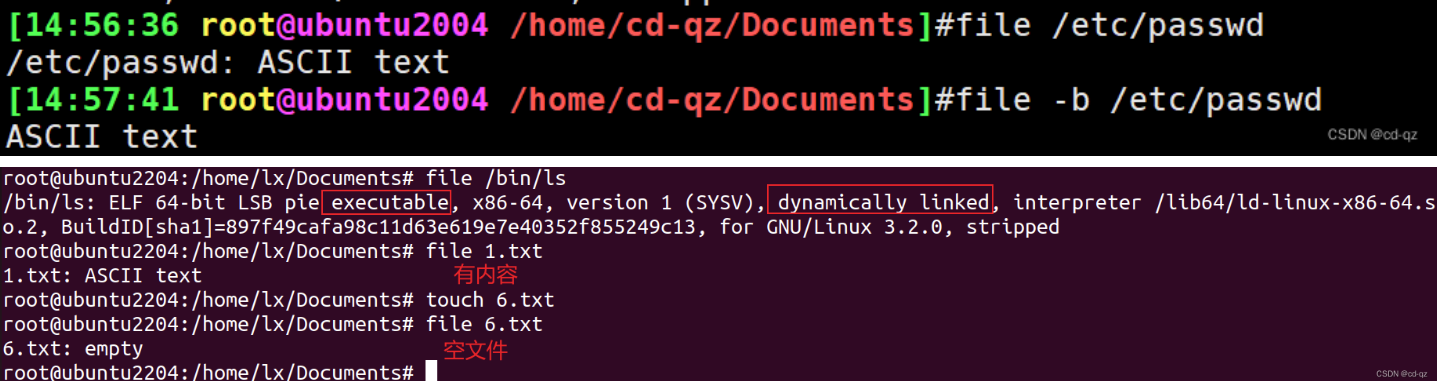 [14:56:36 root@ubuntu2004 /home/cd-qz/Documents]#file /etc/passwd
/etc/passwd: ASCII text
[14:57:41 root@ubuntu2004 /home/cd-qz/Documents]#file -b /etc/passwd
ASCII text
CSDN @cd-qz
root@ubuntu2204:/home/lx/Documents# file /bin/ls
/bin/ls: ELF 64-bit LSB pie executable, x86-64, version 1 (SYSV), dynamically linked, interpreter /lib64/ld-linux-x86-64.s
o.2, BuildID[sha1]=897f49cafa98c11d63e619e7e40352f855249c13, for GNU/Linux 3.2.0, stripped
root@ubuntu2204:/home/lx/Documents# file 1.txt
1.txt: ASCII text 有内容
root@ubuntu2204:/home/lx/Documents# touch 6.txt
root@ubuntu2204:/home/lx/Documents# file 6.txt
6.txt: empty 空文件
root@ubuntu2204:/home/lx/Documents#
CSDN @cd-qz